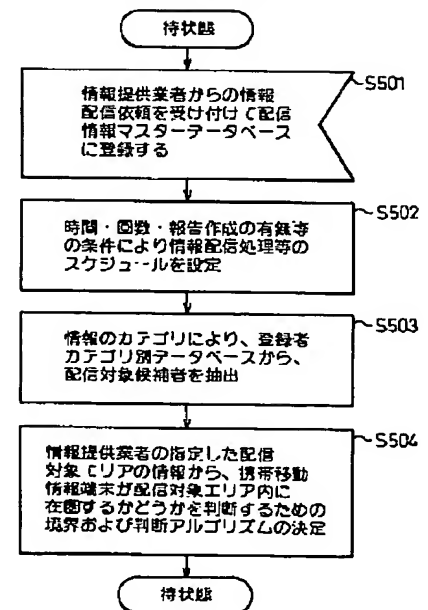 待状態
S501
情報提供業者からの情報
配信依頼を受け付けて配信
情報マスターデータベース
に登録する
S502
時間・回数・報告作成の有無等
の条件により情報配信処理等の
スケジュールを設定
S503
情報のカテゴリにより、登録者
カテゴリ別データベースから、
配信対象候補者を抽出
S504
情報提供業者の指定した配信
対象エリアの情報から、携帯移動
情報端末が配信対象エリア内に
在圏するかどうかを判断するための
境界および判断アルゴリズムの決定
待状態